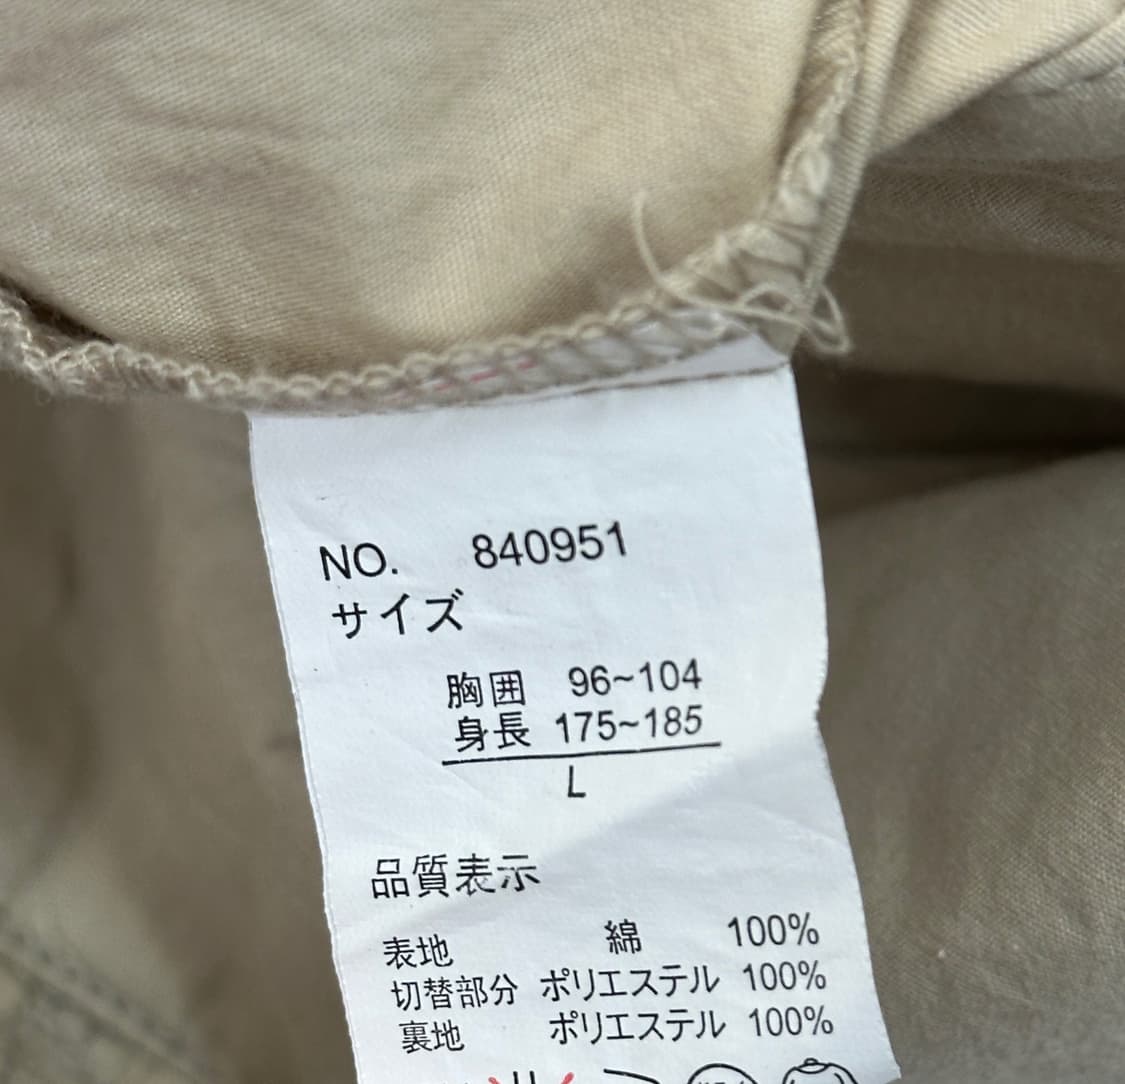 NO. 840951
サイズ
胸囲 96~104
身長 175~185
L
品質表示
表地 綿 100%
切替部分 ポリエステル 100%
裏地 ポリエステル 100%